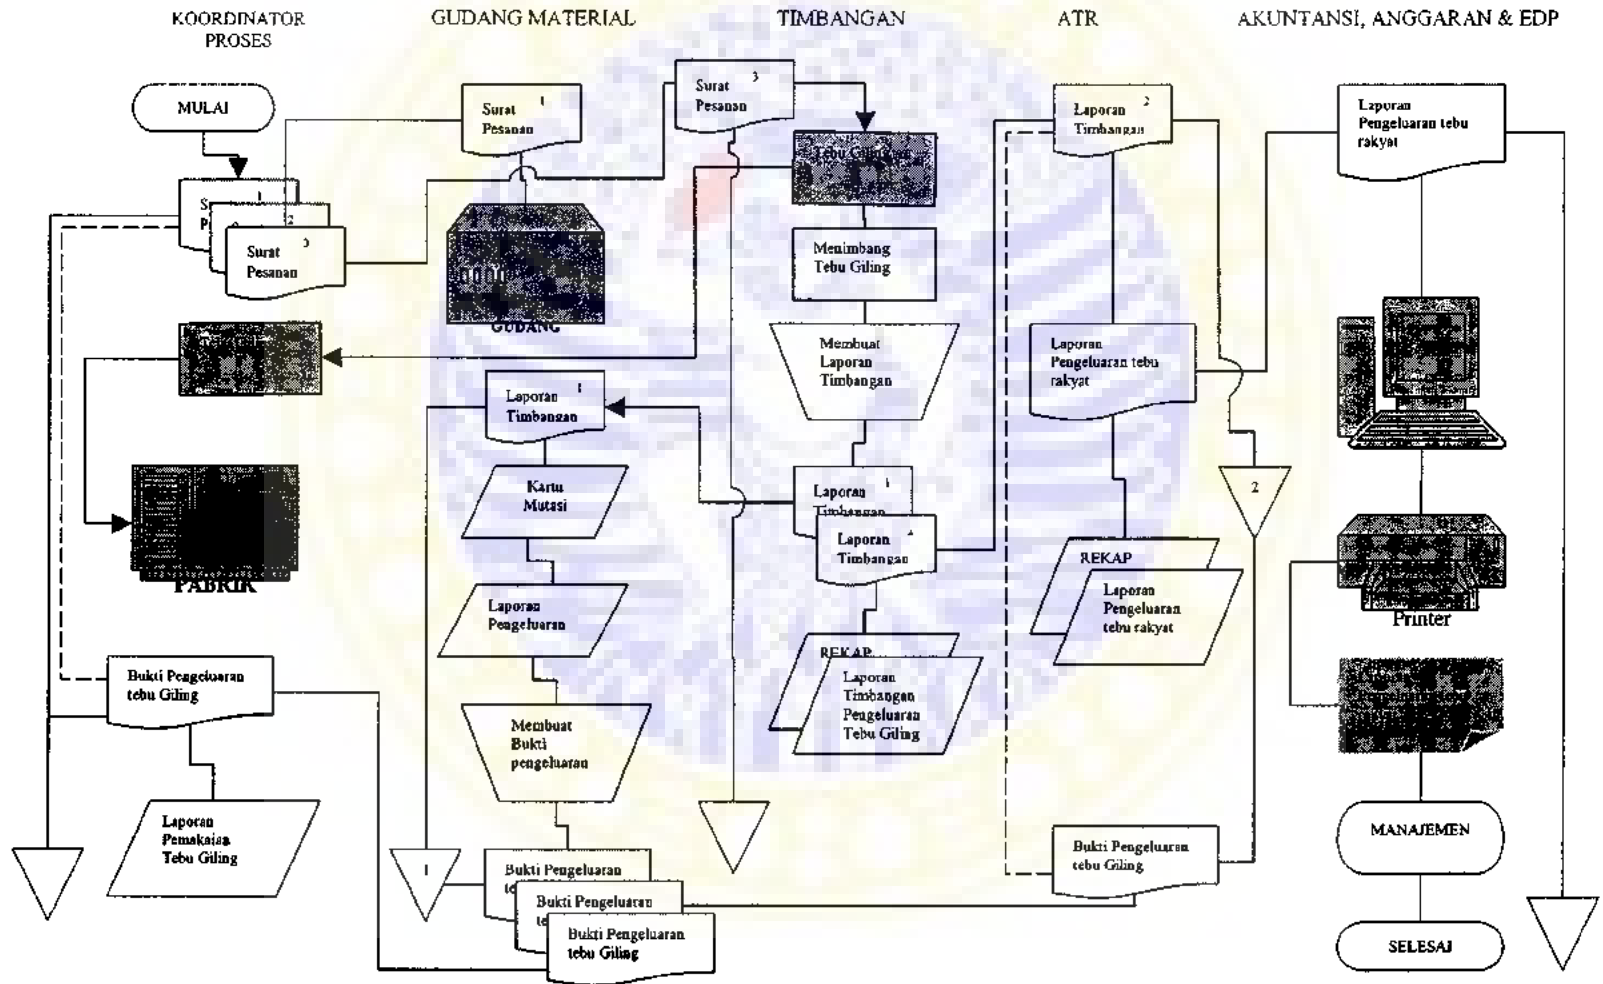 KOORDINATOR
PROSES
GUDANG MATERIAL
TIMBANGAN
ATR
AKUNTANSI, ANGGARAN & EDP
MULAI
1
2
3
Surat
Pesanan
1
Surat
Pesanan
GUDANG
PABRIK
Bukti Pengeluaran
tebu Giling
Laporan
Pemakaian
Tebu Giling
1
Laporan
Timbangan
Kartu
Mutasi
Laporan
Pengeluaran
Membuat
Bukti
pengeluaran
1
Bukti Pengeluaran
Bukti Pengeluaran
Bukti Pengeluaran
tebu Giling
3
Surat
Pesanan
Tebu Giling
Menimbang
Tebu Giling
Membuat
Laporan
Timbangan
1
Laporan
Timbangan
Laporan
Timbangan
REKAP
Laporan
Timbangan
Pengeluaran
Tebu Giling
2
Laporan
Timbangan
Laporan
Pengeluaran tebu
rakyat
2
REKAP
Laporan
Pengeluaran
tebu rakyat
Bukti Pengeluaran
tebu Giling
Laporan
Pengeluaran tebu
rakyat
Printer
MANAJEMEN
SELESAI